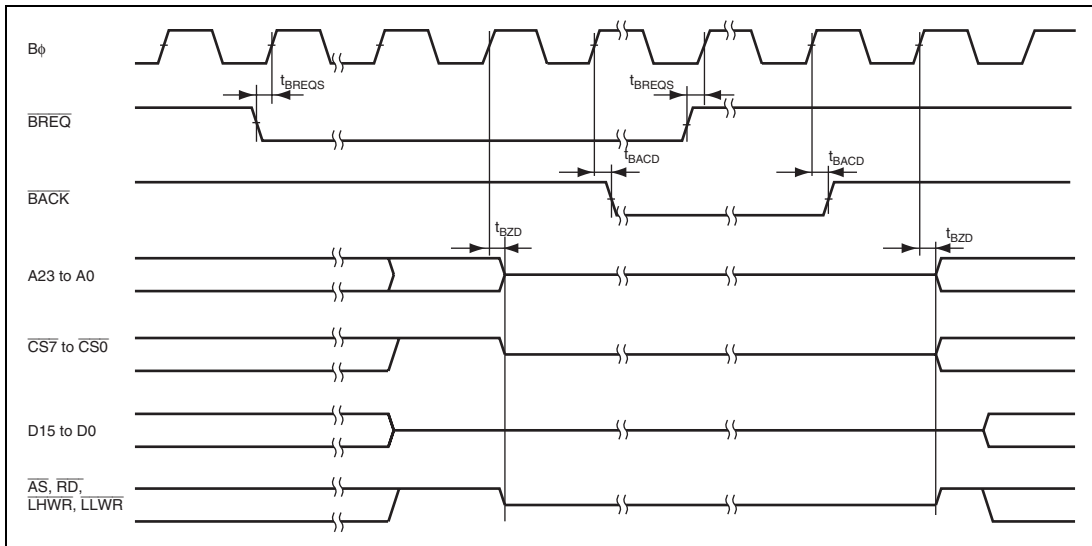 Bφ
tBREQS
tBREQS
BREQ
tBACD
tBACD
BACK
tBZD
tBZD
A23 to A0
CS7 to CS0
D15 to D0
AS, RD,
LHWR, LLWR